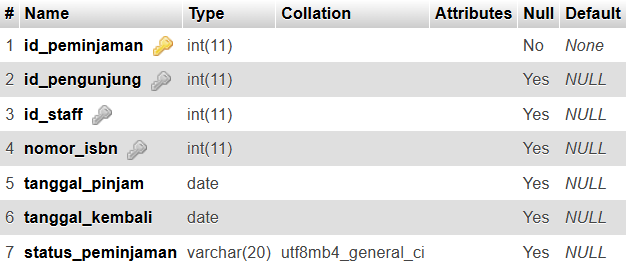 # Name Type Collation Attributes Null Default
1 id_peminjaman int(11) No None
2 id_pengunjung int(11) Yes NULL
3 id_staff int(11) Yes NULL
4 nomor_isbn int(11) Yes NULL
5 tanggal_pinjam date Yes NULL
6 tanggal_kembali date Yes NULL
7 status_peminjaman varchar(20) utf8mb4_general_ci Yes NULL